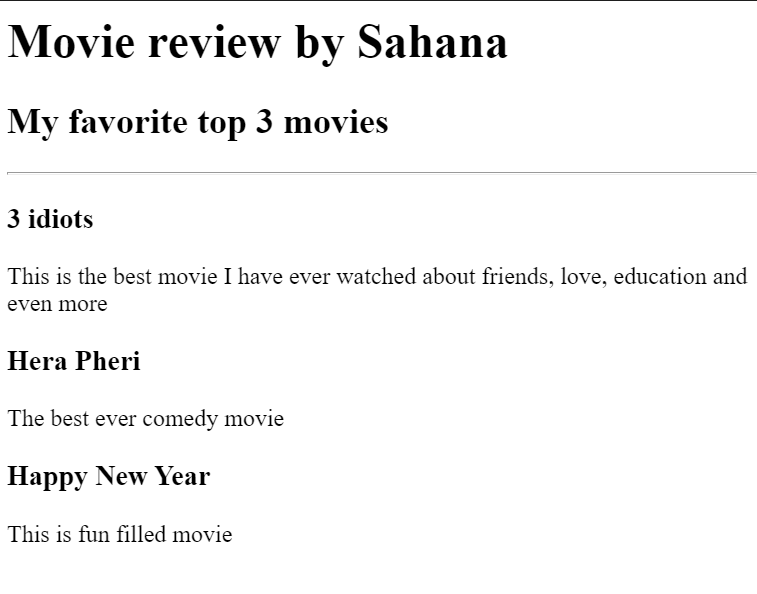 Movie review by Sahana
My favorite top 3 movies
3 idiots
This is the best movie I have ever watched about friends, love, education and
even more
Hera Pheri
The best ever comedy movie
Happy New Year
This is fun filled movie